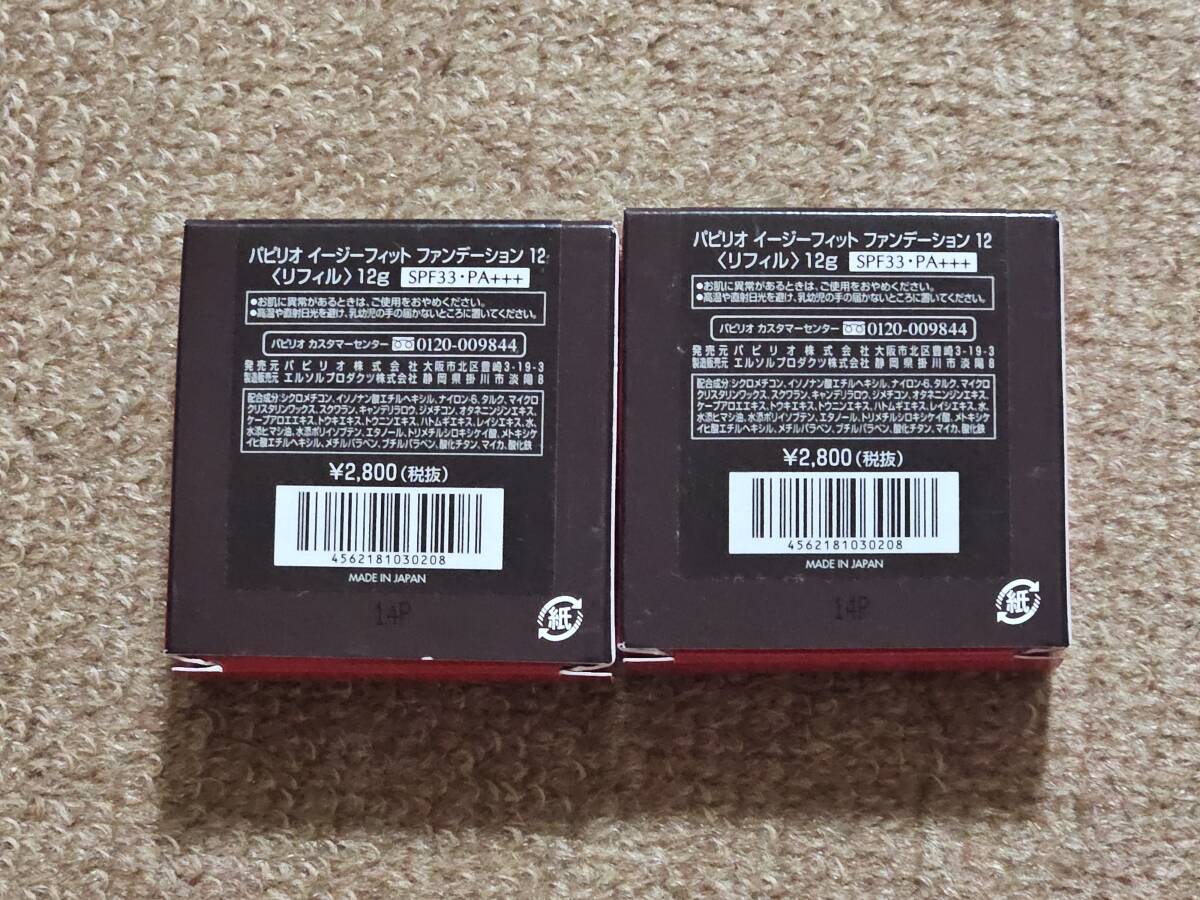 パピリオ イージーフィット ファンデーション 12
〈リフィル〉12g SPF33・PA+++
●お肌に異常があるときは、ご使用をおやめください。
●高温や直射日光を避け、乳幼児の手の届かないところに置いてください。
パピリオ カスタマーセンター 0120-009844
発売元 パピリオ株式会社 大阪市北区豊崎3-19-3
製造販売元 エルソルプロダクツ株式会社 静岡県掛川市淡陽8
配合成分:シクロメチコン、イソノナン酸エチルヘキシル、ナイロン-6、タルク、マイクロ
クリスタリンワックス、スクワラン、キャンデリラロウ、ジメチコン、オタネニンジンエキス、
ケープアロエエキス、トウキエキス、トウニンエキス、ハトムギエキス、レイシエキス、水、
水添ヒマシ油、水添ポリイソブテン、エタノール、トリメチルシロキシケイ酸、メトキシケ
イヒ酸エチルヘキシル、メチルパラベン、ブチルパラベン、酸化チタン、マイカ、酸化鉄
¥2,800(税抜)
4562181030208
MADE IN JAPAN
14P
紙
パピリオ イージーフィット ファンデーション 12
〈リフィル〉12g SPF33・PA+++
●お肌に異常があるときは、ご使用をおやめください。
●高温や直射日光を避け、乳幼児の手の届かないところに置いてください。
パピリオ カスタマーセンター 0120-009844
発売元 パピリオ株式会社 大阪市北区豊崎3-19-3
製造販売元 エルソルプロダクツ株式会社 静岡県掛川市淡陽8
配合成分:シクロメチコン、イソノナン酸エチルヘキシル、ナイロン-6、タルク、マイクロ
クリスタリンワックス、スクワラン、キャンデリラロウ、ジメチコン、オタネニンジンエキス、
ケープアロエエキス、トウキエキス、トウニンエキス、ハトムギエキス、レイシエキス、水、
水添ヒマシ油、水添ポリイソブテン、エタノール、トリメチルシロキシケイ酸、メトキシケ
イヒ酸エチルヘキシル、メチルパラベン、ブチルパラベン、酸化チタン、マイカ、酸化鉄
¥2,800(税抜)
4562181030208
MADE IN JAPAN
14P
紙